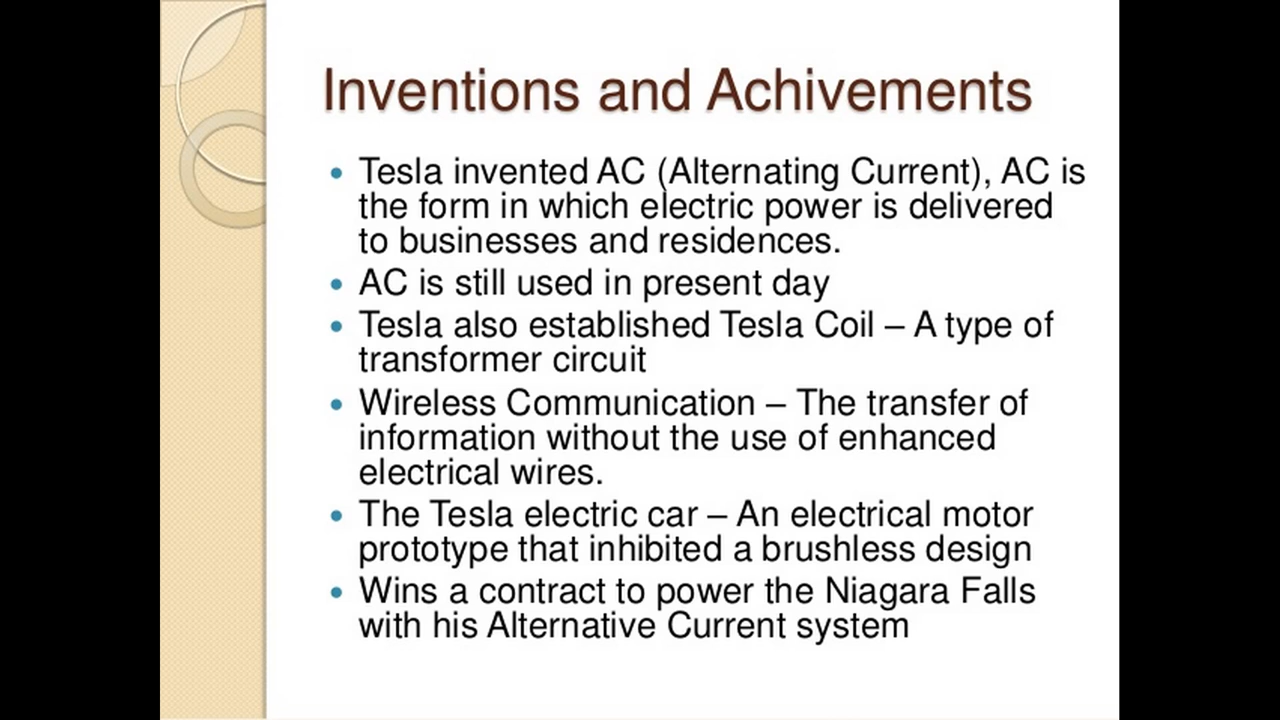 Inventions and Achivements
• Tesla invented AC (Alternating Current), AC is
the form in which electric power is delivered
to businesses and residences.
• AC is still used in present day
• Tesla also established Tesla Coil – A type of
transformer circuit
• Wireless Communication – The transfer of
information without the use of enhanced
electrical wires.
• The Tesla electric car – An electrical motor
prototype that inhibited a brushless design
• Wins a contract to power the Niagara Falls
with his Alternative Current system